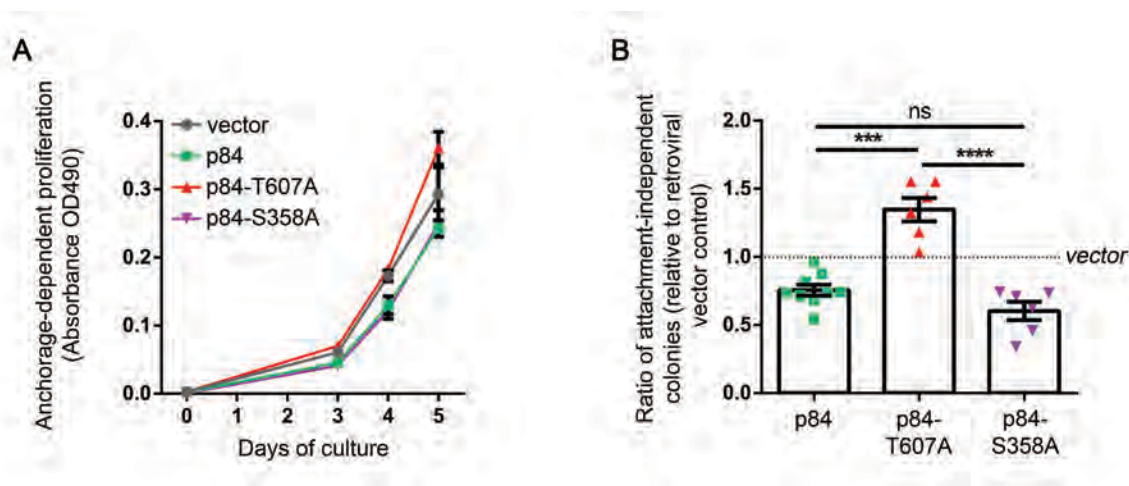 A
Anchorage-dependent proliferation
(Absorbance OD490)
0.4
0.3
0.2
0.1
0.0
vector
p84
p84-T607A
p84-S358A
0 1 2 3 4 5
Days of culture
B
Ratio of attachment-independent
colonies (relative to retroviral
vector control)
2.0
1.5
1.0
0.5
0.0
ns
***
****
vector
p84
p84-
T607A
p84-
S358A